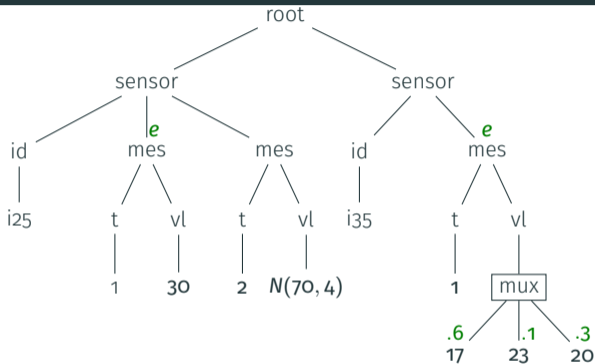 root
sensor sensor
e e
id mes mes id mes
i25 t vl t vl i35 t vl
1 30 2 N(70, 4) 1 mux
.6 .1 .3
17 23 20